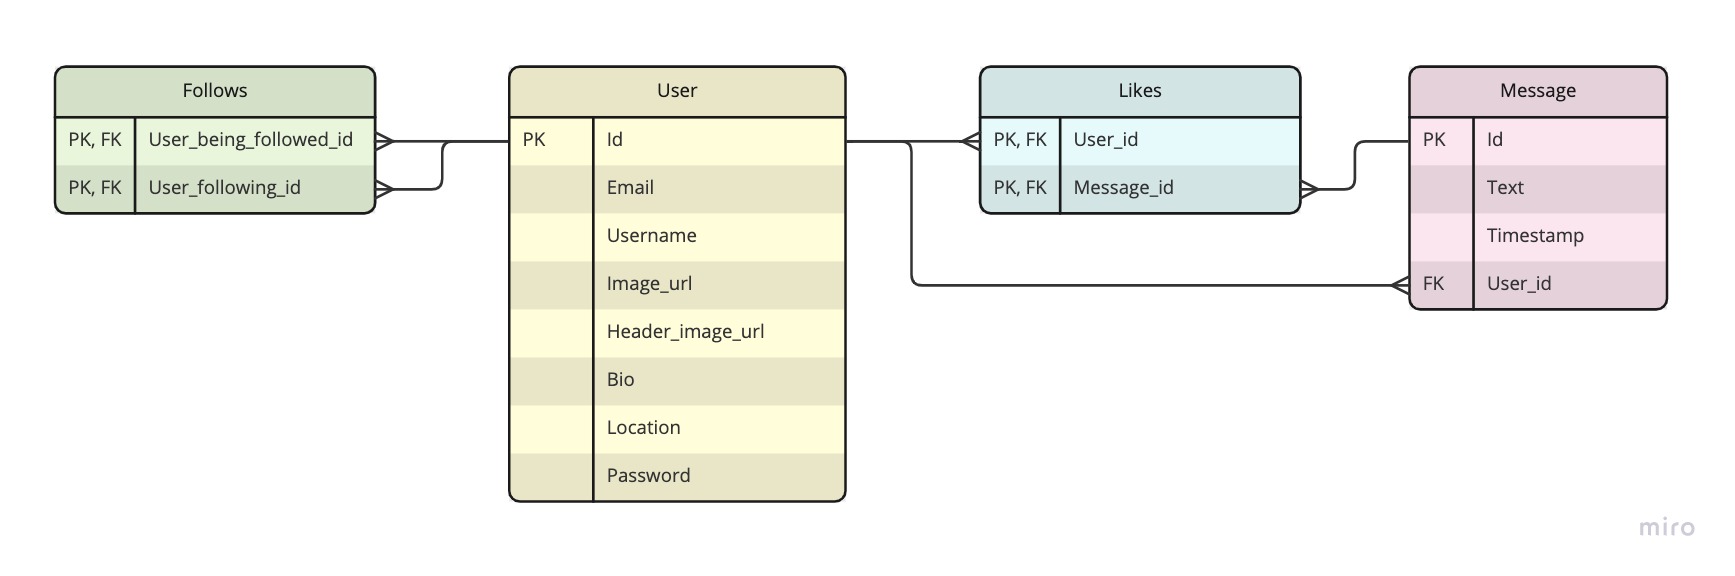 Follows
PK, FK User_being_followed_id
PK, FK User_following_id
User
PK Id
Email
Username
Image_url
Header_image_url
Bio
Location
Password
Likes
PK, FK User_id
PK, FK Message_id
Message
PK Id
Text
Timestamp
FK User_id
miro